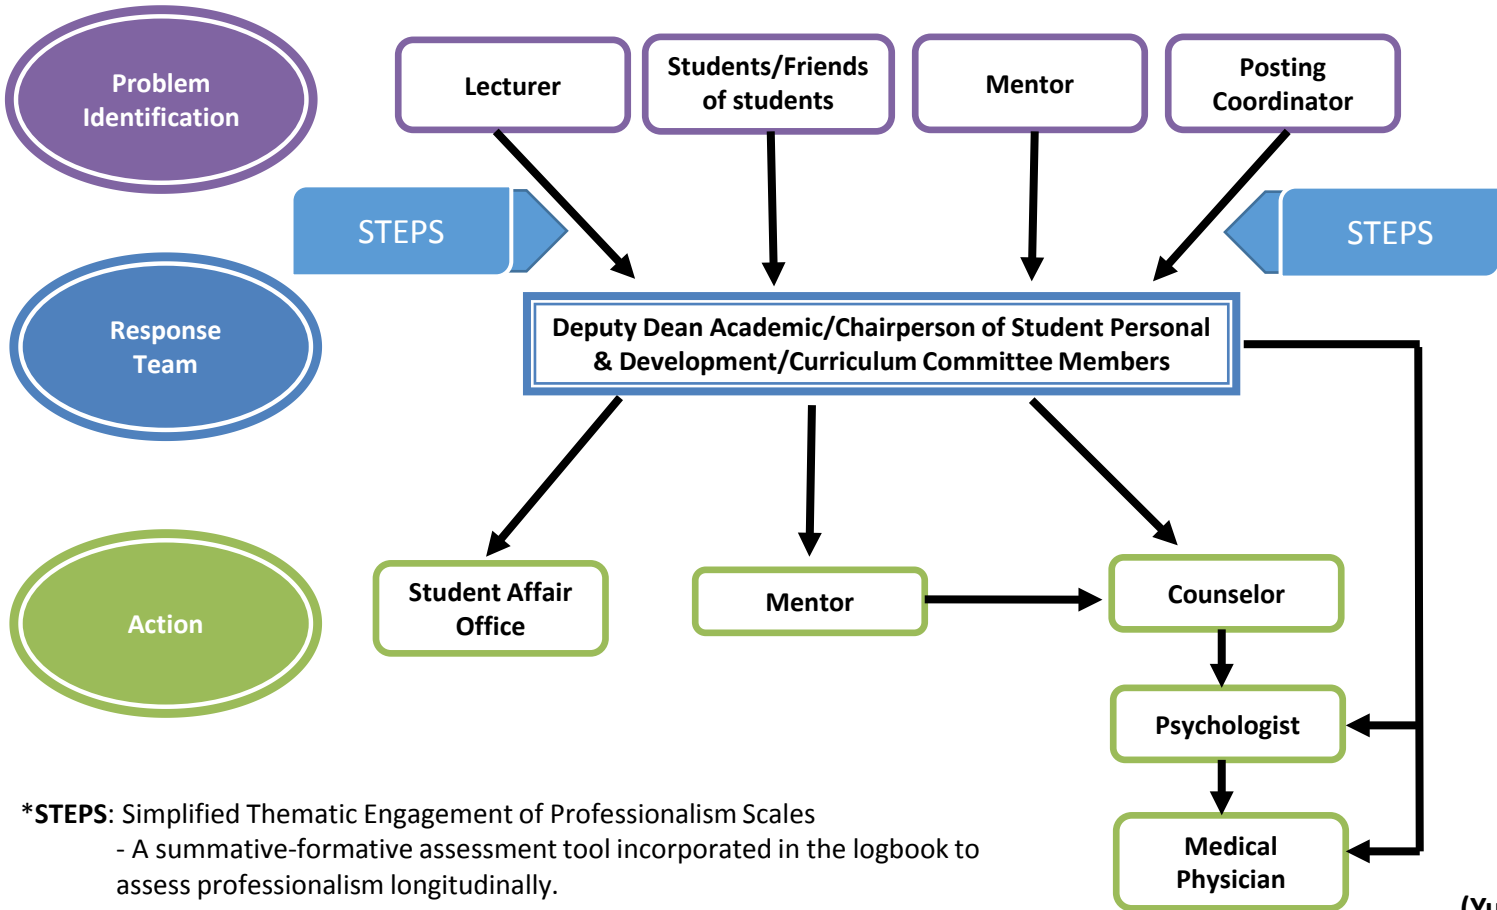 Problem
Identification
Lecturer
Students/Friends
of students
Mentor
Posting
Coordinator
STEPS
STEPS
Response
Team
Deputy Dean Academic/Chairperson of Student Personal
& Development/Curriculum Committee Members
Action
Student Affair
Office
Mentor
Counselor
Psychologist
Medical
Physician
*STEPS: Simplified Thematic Engagement of Professionalism Scales
- A summative-formative assessment tool incorporated in the logbook to
assess professionalism longitudinally.